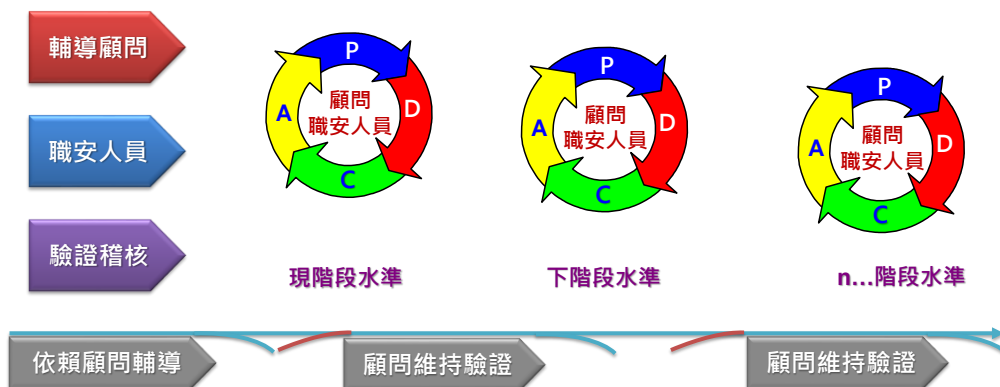 輔導顧問
職安人員
驗證稽核
P
D
C
A
顧問
職安人員
現階段水準
P
D
C
A
顧問
職安人員
下階段水準
P
D
C
A
顧問
職安人員
n...階段水準
依賴顧問輔導
顧問維持驗證
顧問維持驗證